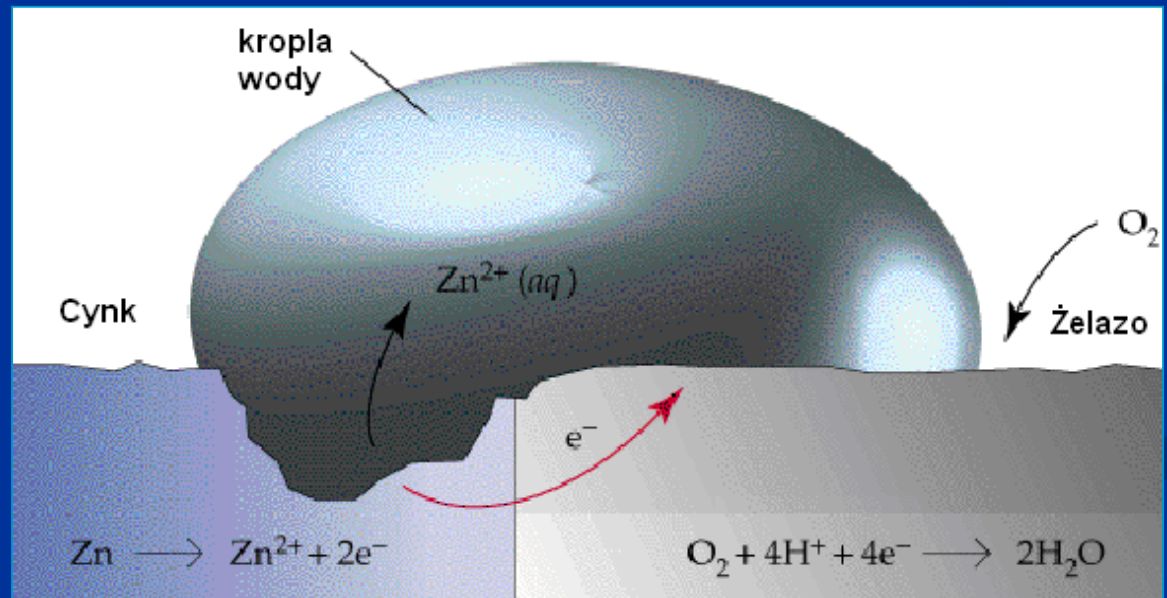 kropla
wody
O₂
Zn²⁺ (aq)
Cynk
Żelazo
e⁻
Zn ⟶ Zn²⁺ + 2e⁻
O₂ + 4H⁺ + 4e⁻ ⟶ 2H₂O